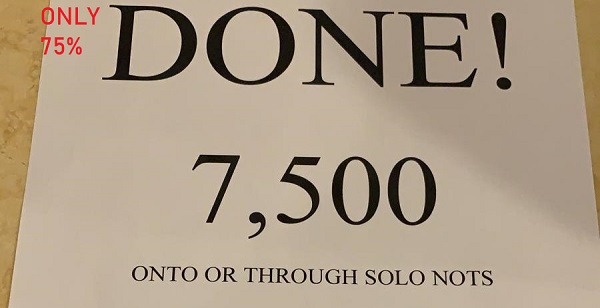 ONLY
75%
DONE!
7,500
ONTO OR THROUGH SOLO NOTS